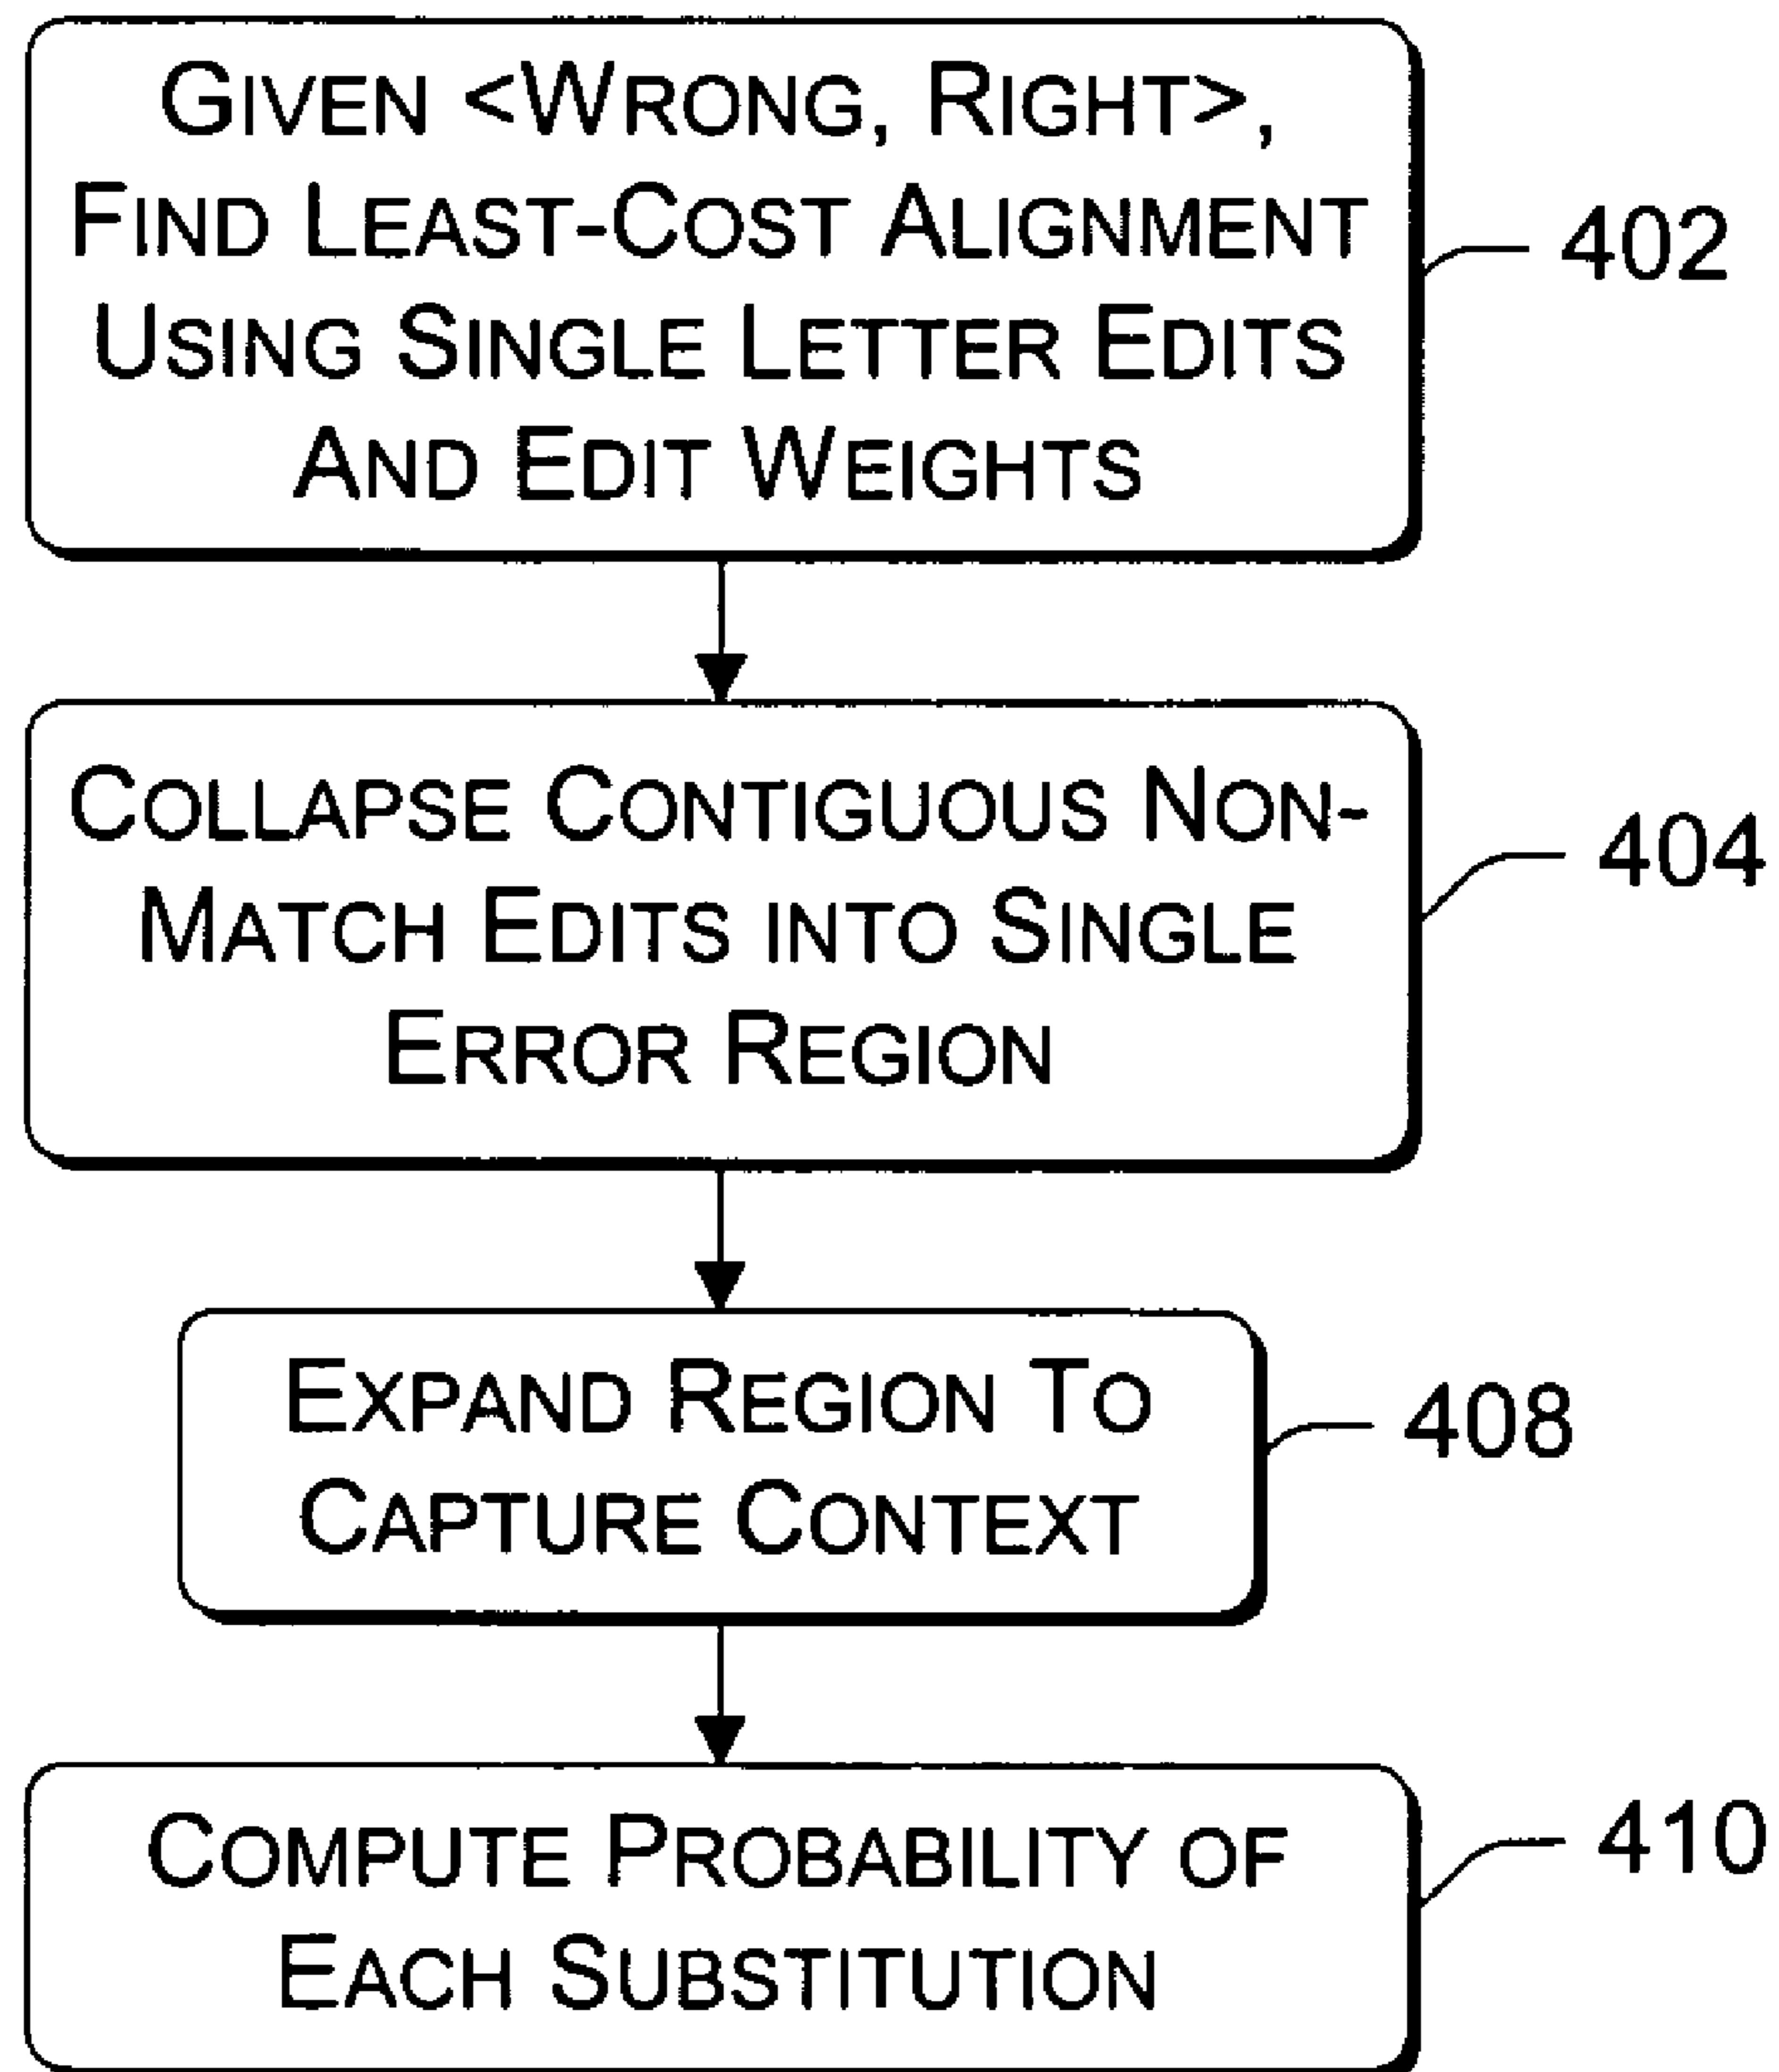 GIVEN <WRONG, RIGHT>,
FIND LEAST-COST ALIGNMENT
USING SINGLE LETTER EDITS
AND EDIT WEIGHTS
402
COLLAPSE CONTIGUOUS NON-
MATCH EDITS INTO SINGLE
ERROR REGION
404
EXPAND REGION TO
CAPTURE CONTEXT
408
COMPUTE PROBABILITY OF
EACH SUBSTITUTION
410